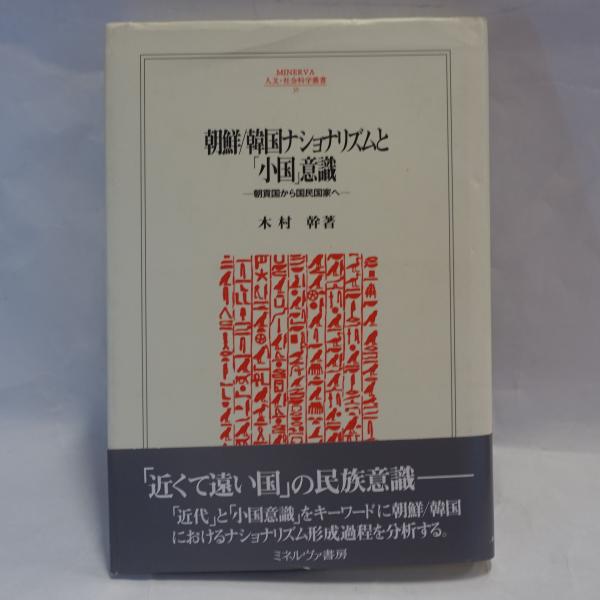 MINERVA
人文・社会科学叢書
朝鮮/韓国ナショナリズムと
「小国」意識
―朝貢国から国民国家へ―
木村 幹著
「近くて遠い国」の民族意識――
「近代」と「小国意識」をキーワードに朝鮮/韓国
におけるナショナリズム形成過程を分析する。
ミネルヴァ書房